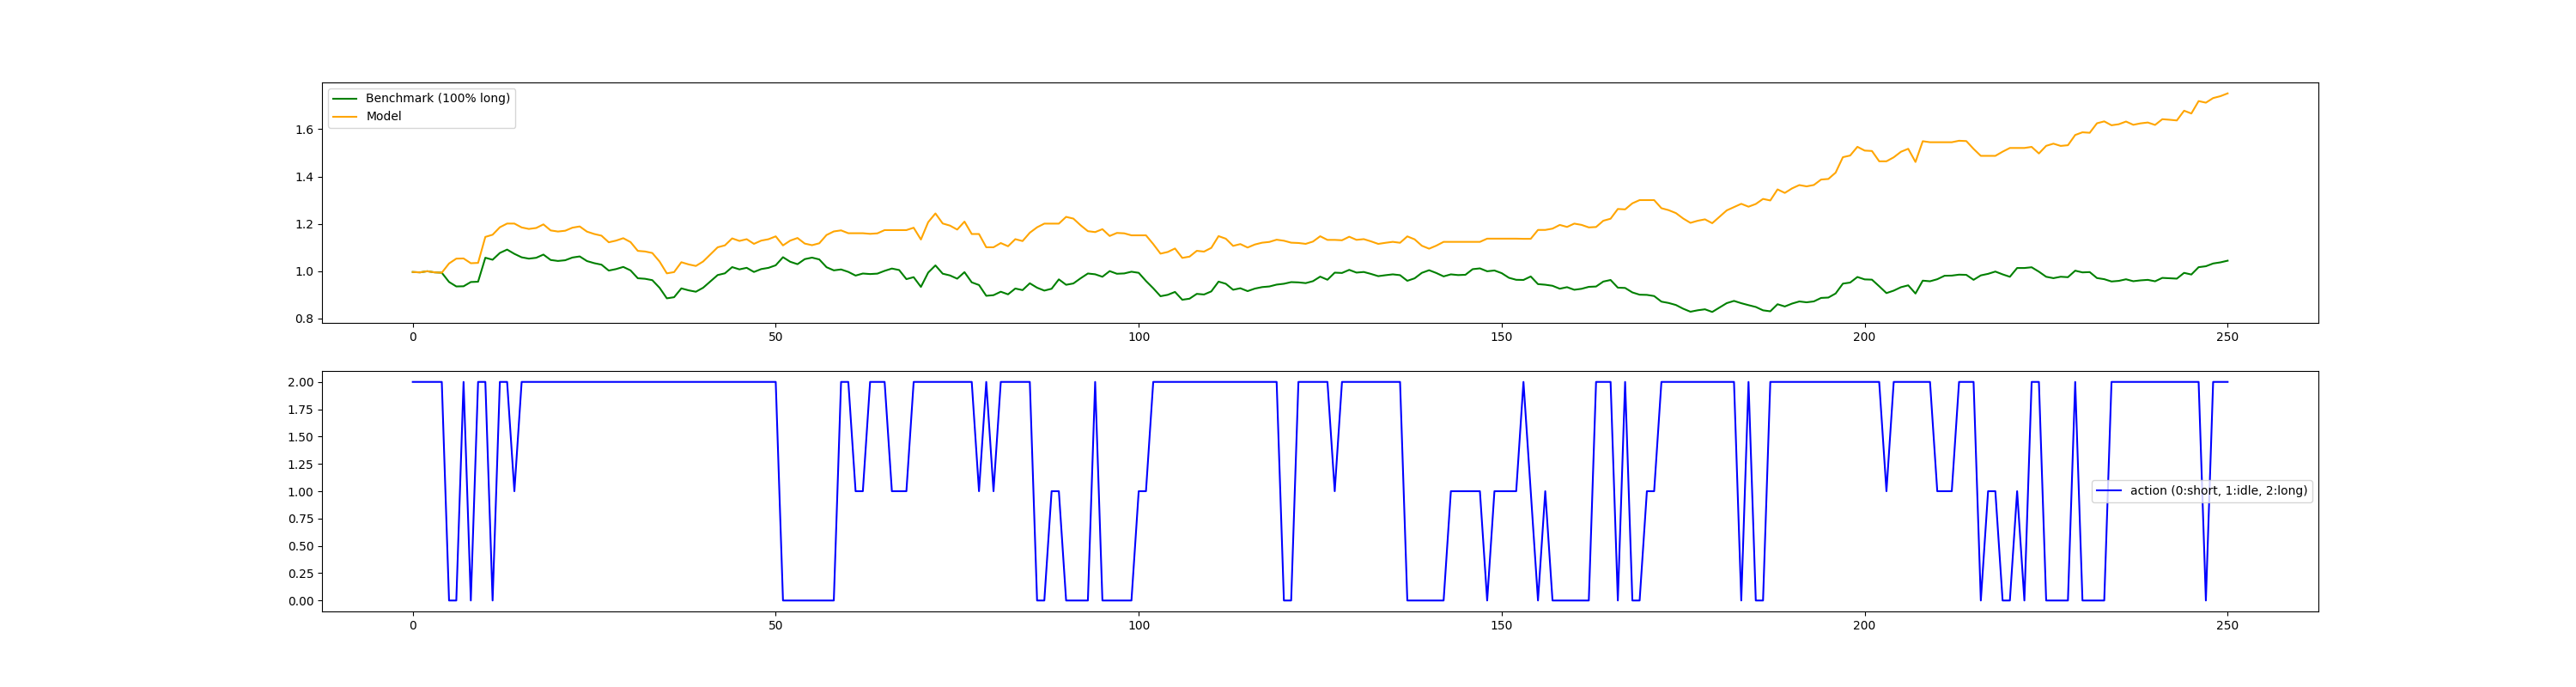 Benchmark (100% long)
Model
1.6
1.4
1.2
1.0
0.8
0 50 100 150 200 250
2.00
1.75
1.50
1.25
1.00
0.75
0.50
0.25
0.00
action (0:short, 1:idle, 2:long)
0 50 100 150 200 250